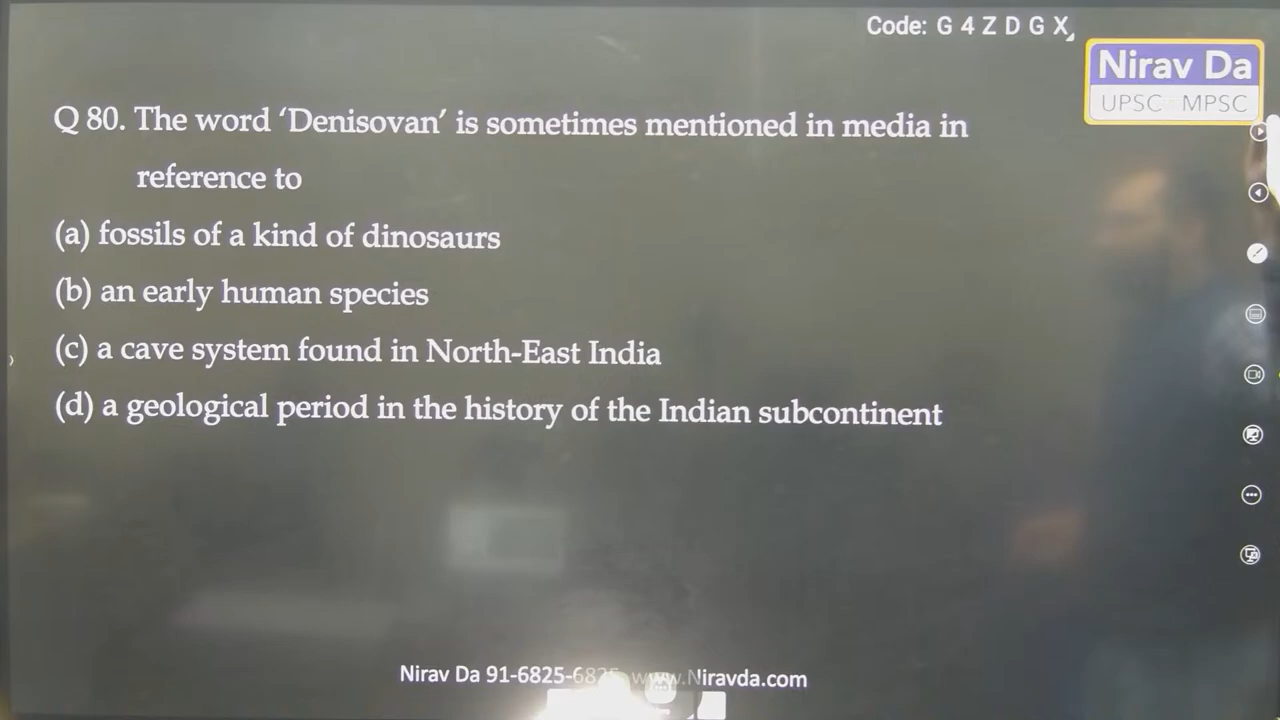 Code: G 4 Z D G X
Nirav Da
UPSC MPSC
Q 80. The word ‘Denisovan’ is sometimes mentioned in media in
reference to
(a) fossils of a kind of dinosaurs
(b) an early human species
(c) a cave system found in North-East India
(d) a geological period in the history of the Indian subcontinent
Nirav Da 91-6825-6825 www.Niravda.com